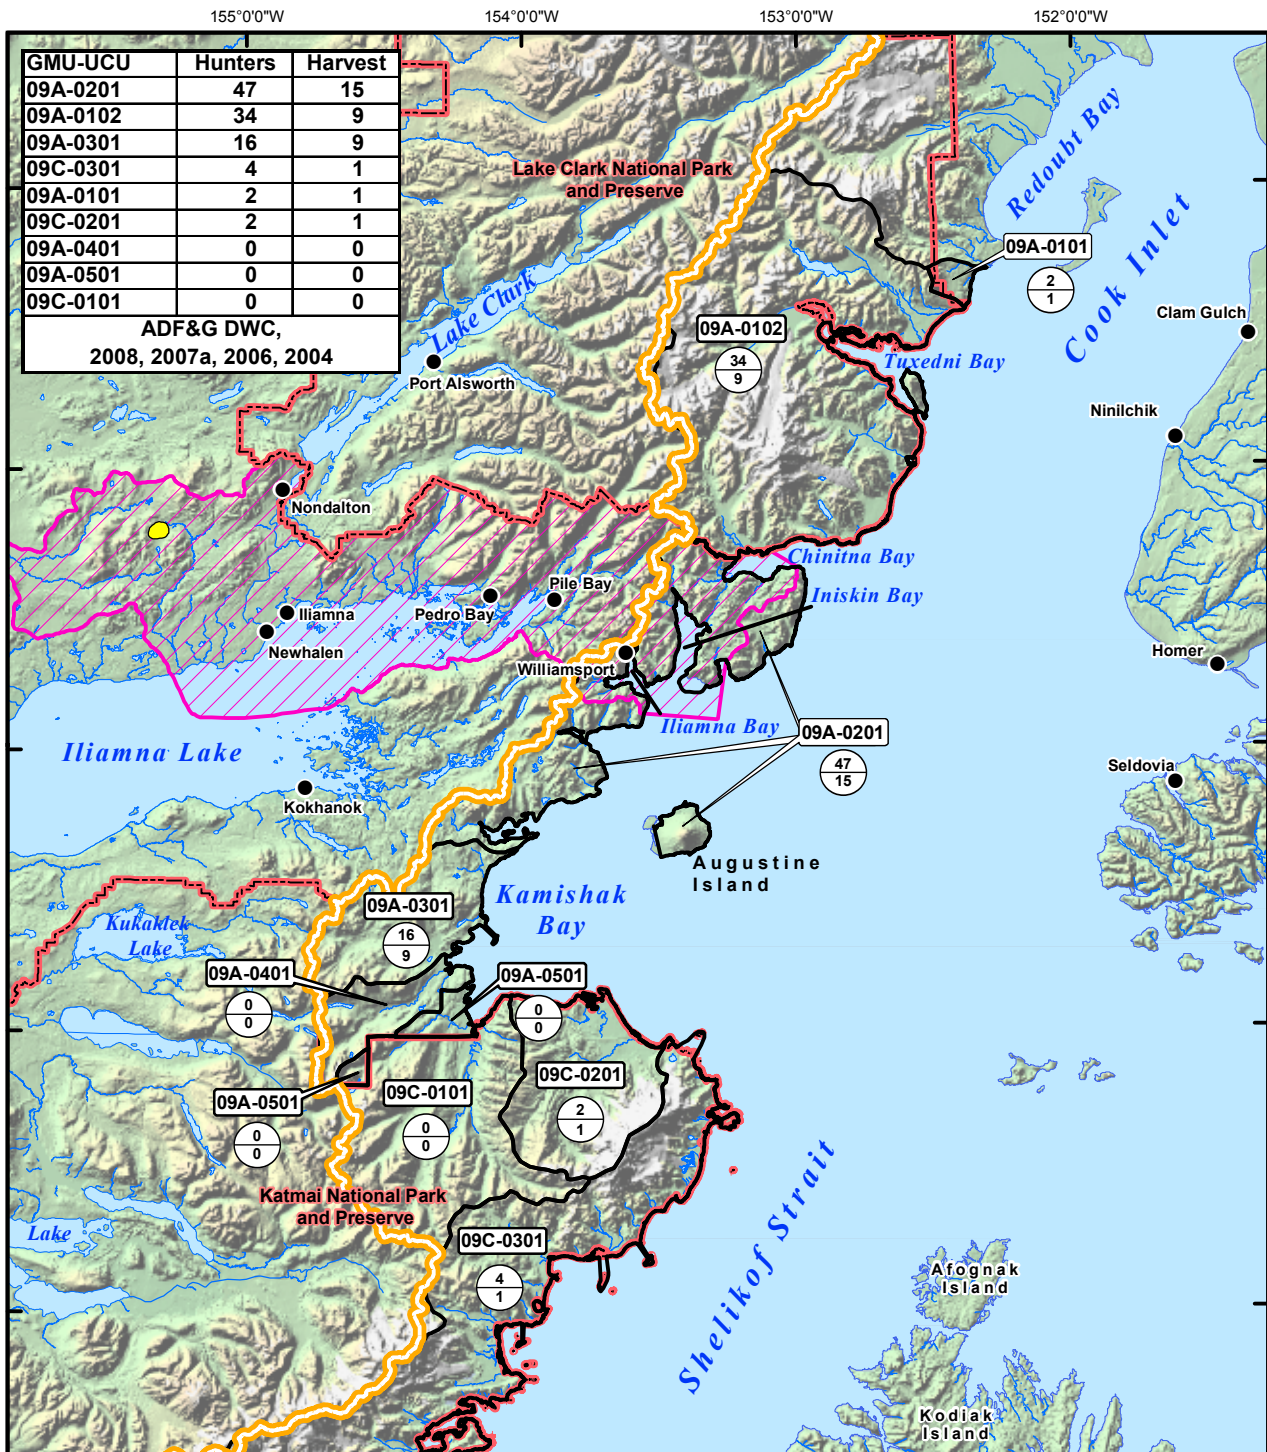 155°0'0"W 154°0'0"W 153°0'0"W 152°0'0"W
GMU-UCU Hunters Harvest
09A-0201 47 15
09A-0102 34 9
09A-0301 16 9
09C-0301 4 1
09A-0101 2 1
09C-0201 2 1
09A-0401 0 0
09A-0501 0 0
09C-0101 0 0
ADF&G DWC,
2008, 2007a, 2006, 2004
Lake Clark National Park
and Preserve
Redoubt Bay
Cook Inlet
09A-0101
2
1
Clam Gulch
Lake Clark
09A-0102
34
9
Tuxedni Bay
Port Alsworth
Ninilchik
Nondalton
Chinitna Bay
Pile Bay
Iniskin Bay
Iliamna
Pedro Bay
Newhalen
Williamsport
Homer
Iliamna Bay
09A-0201
47
15
Iliamna Lake
Seldovia
Kokhanok
Augustine
Island
09A-0301
16
9
Kamishak
Bay
Kukaklek
Lake
09A-0401
0
0
09A-0501
0
0
09C-0201
2
1
09A-0501
0
0
09C-0101
0
0
Katmai National Park
and Preserve
Lake
09C-0301
4
1
Shelikof Strait
Afognak
Island
Kodiak
Island